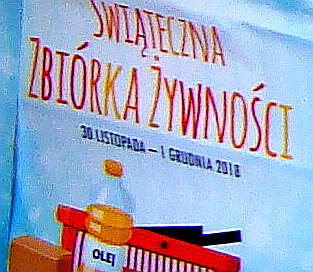 ŚWIĄTECZNA
ZBIÓRKA ŻYWNOŚCI
30 LISTOPADA – 1 GRUDNIA 2018
OLEJ